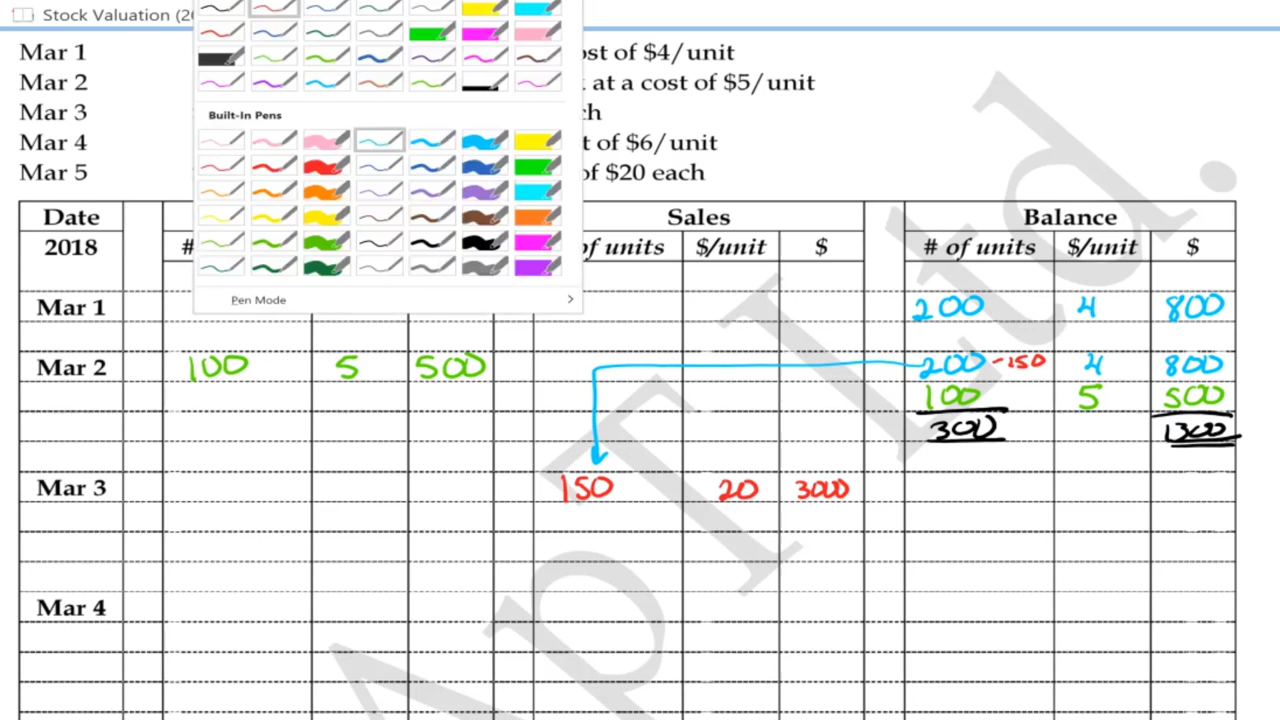 Stock Valuation (20
Mar 1 ost of $4/unit
Mar 2 at a cost of $5/unit
Mar 3 ch
Mar 4 t of $6/unit
Mar 5 of $20 each
Built-In Pens
Pen Mode
Date Sales Balance
2018 # of units $/unit $ # of units $/unit $
Mar 1 200 4 800
Mar 2 100 5 500 200 -150 4 800
100 5 500
300 1300
Mar 3 150 20 3000
Mar 4
ApT Ltd.